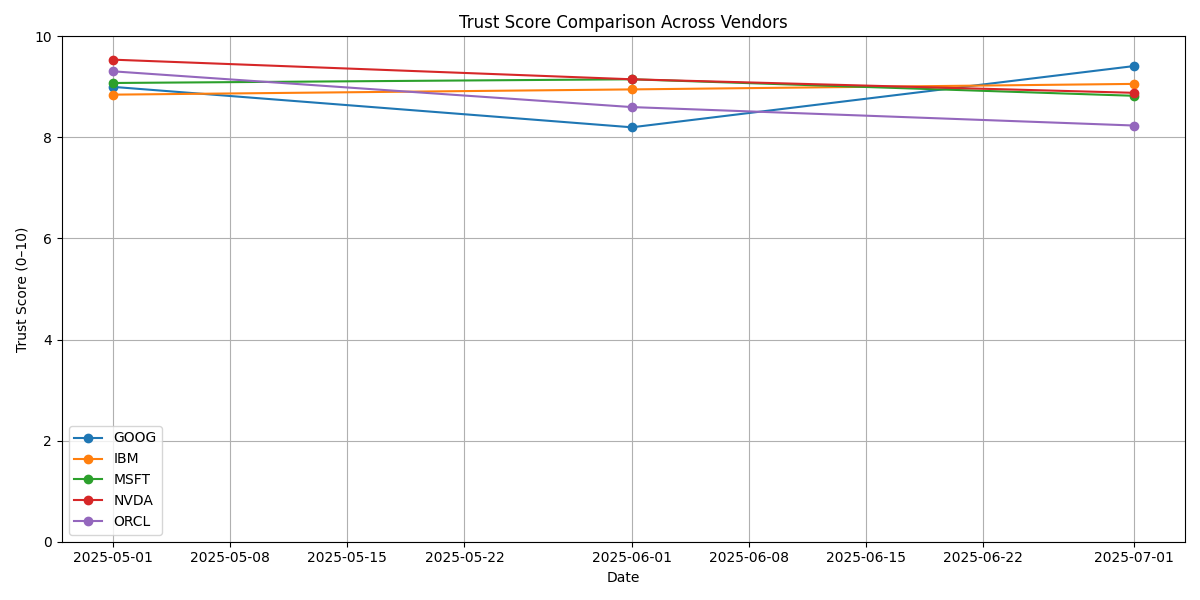 Trust Score Comparison Across Vendors
Trust Score (0–10)
10
8
6
4
2
0
GOOG
IBM
MSFT
NVDA
ORCL
2025-05-01 2025-05-08 2025-05-15 2025-05-22 2025-06-01 2025-06-08 2025-06-15 2025-06-22 2025-07-01
Date